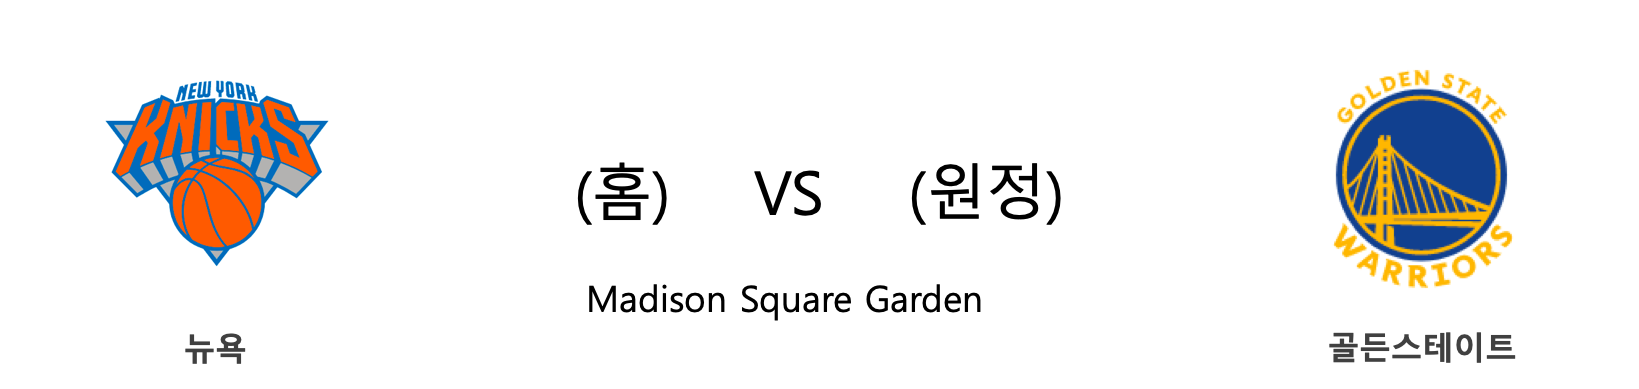 NEW YORK
KNICKS
GOLDEN STATE
WARRIORS
(홈) VS (원정)
Madison Square Garden
뉴욕
골든스테이트